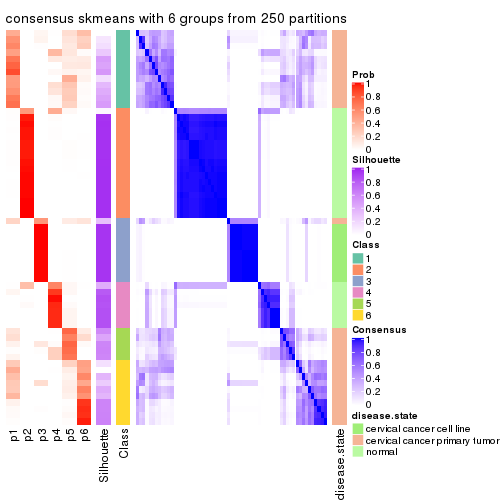 consensus skmeans with 6 groups from 250 partitions
Prob
1
0.8
0.6
0.4
0.2
0
Silhouette
1
0.8
0.6
0.4
0.2
0
Class
1
2
3
4
5
6
Consensus
1
0.8
0.6
0.4
0.2
0
disease.state
cervical cancer cell line
cervical cancer primary tumor
normal
p1
p2
p3
p4
p5
p6
Silhouette
Class
disease.state